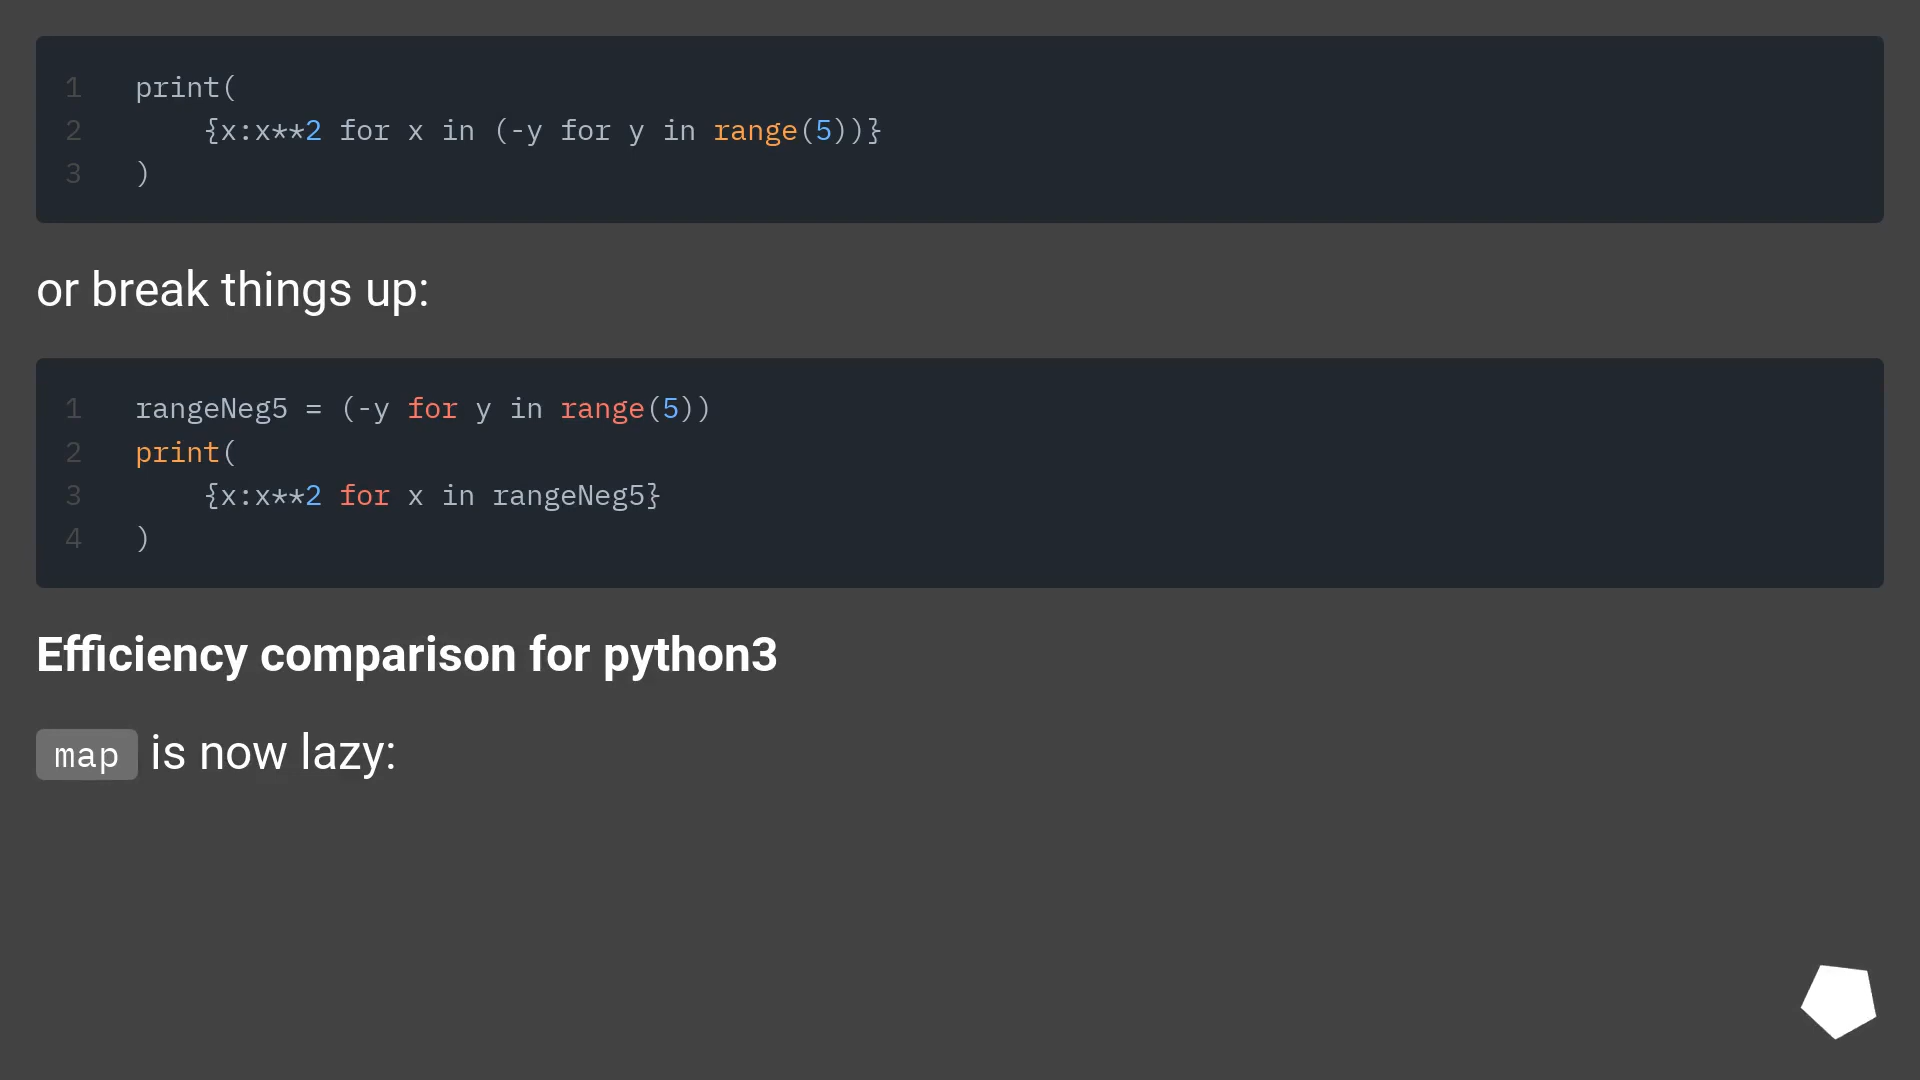 1 print(
2     {x:x**2 for x in (-y for y in range(5))}
3 )
or break things up:
1 rangeNeg5 = (-y for y in range(5))
2 print(
3     {x:x**2 for x in rangeNeg5}
4 )
Efficiency comparison for python3
map is now lazy: